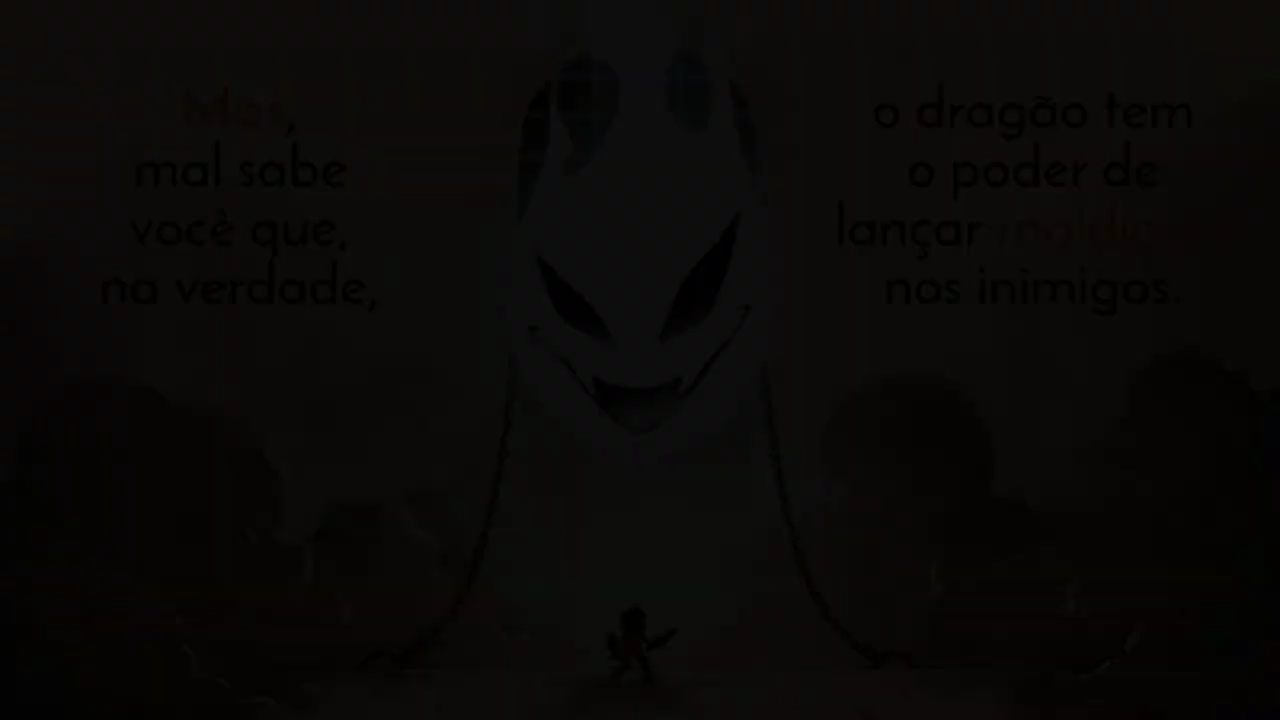 Mas,
mal sabe
você que,
na verdade,
o dragão tem
o poder de
lançar
nos inimigos.